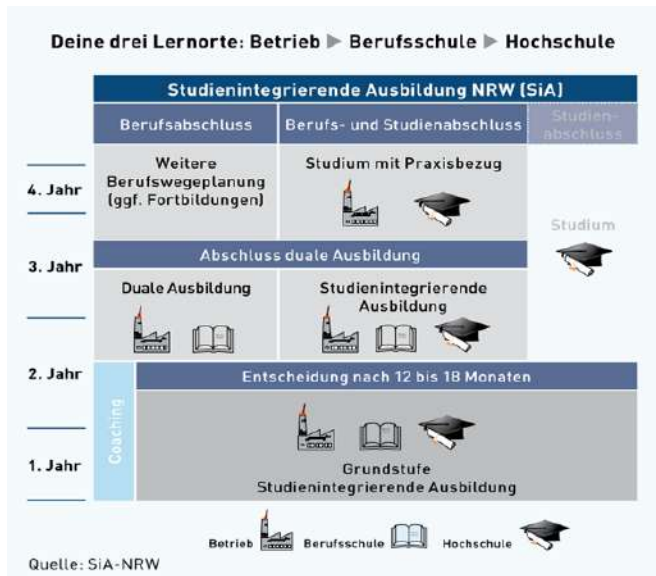 Deine drei Lernorte: Betrieb ▶ Berufsschule ▶ Hochschule
Studienintegrierende Ausbildung NRW (SiA)
Berufsabschluss
Berufs- und Studienabschluss
Studien-
abschluss
4. Jahr
Weitere
Berufswegeplanung
(ggf. Fortbildungen)
Studium mit Praxisbezug
Studium
3. Jahr
Abschluss duale Ausbildung
Duale Ausbildung
Studienintegrierende
Ausbildung
2. Jahr
Entscheidung nach 12 bis 18 Monaten
Coaching
1. Jahr
Grundstufe
Studienintegrierende Ausbildung
Betrieb
Berufsschule
Hochschule
Quelle: SiA-NRW